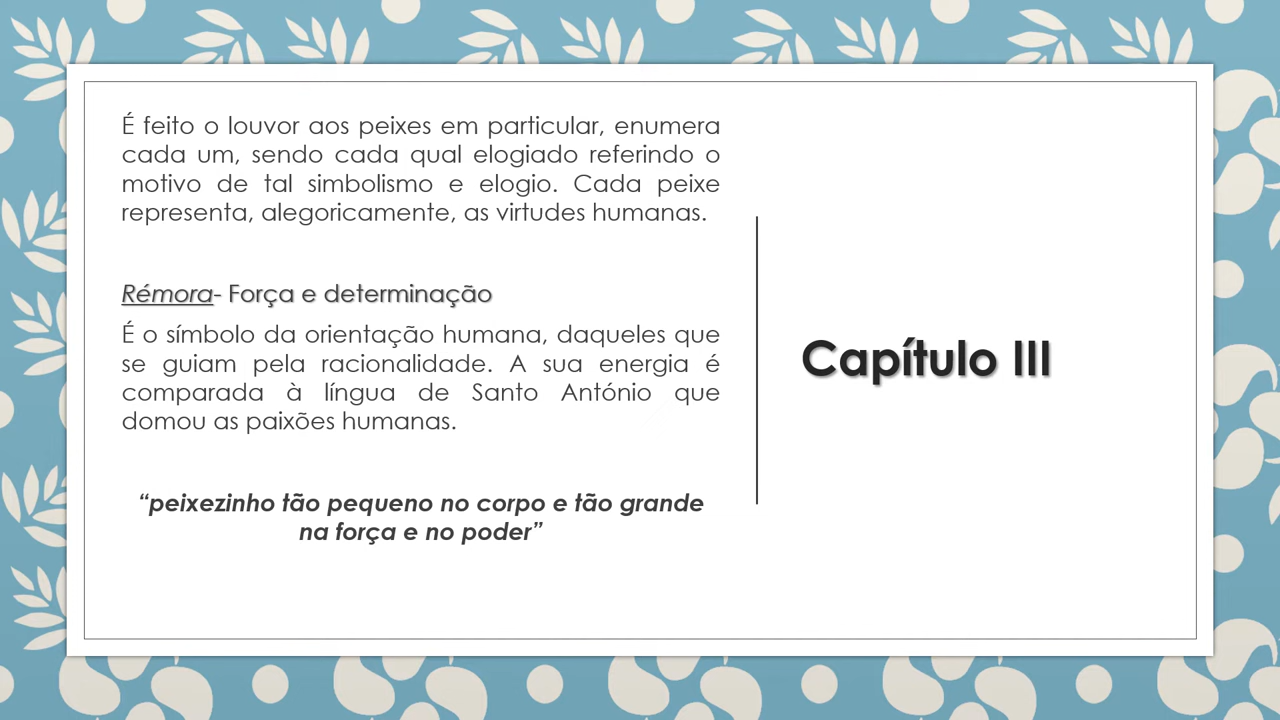 É feito o louvor aos peixes em particular, enumera
cada um, sendo cada qual elogiado referindo o
motivo de tal simbolismo e elogio. Cada peixe
representa, alegoricamente, as virtudes humanas.
Rémora- Força e determinação
É o símbolo da orientação humana, daqueles que
se guiam pela racionalidade. A sua energia é
comparada à língua de Santo António que
domou as paixões humanas.
“peixezinho tão pequeno no corpo e tão grande
na força e no poder”
Capítulo III